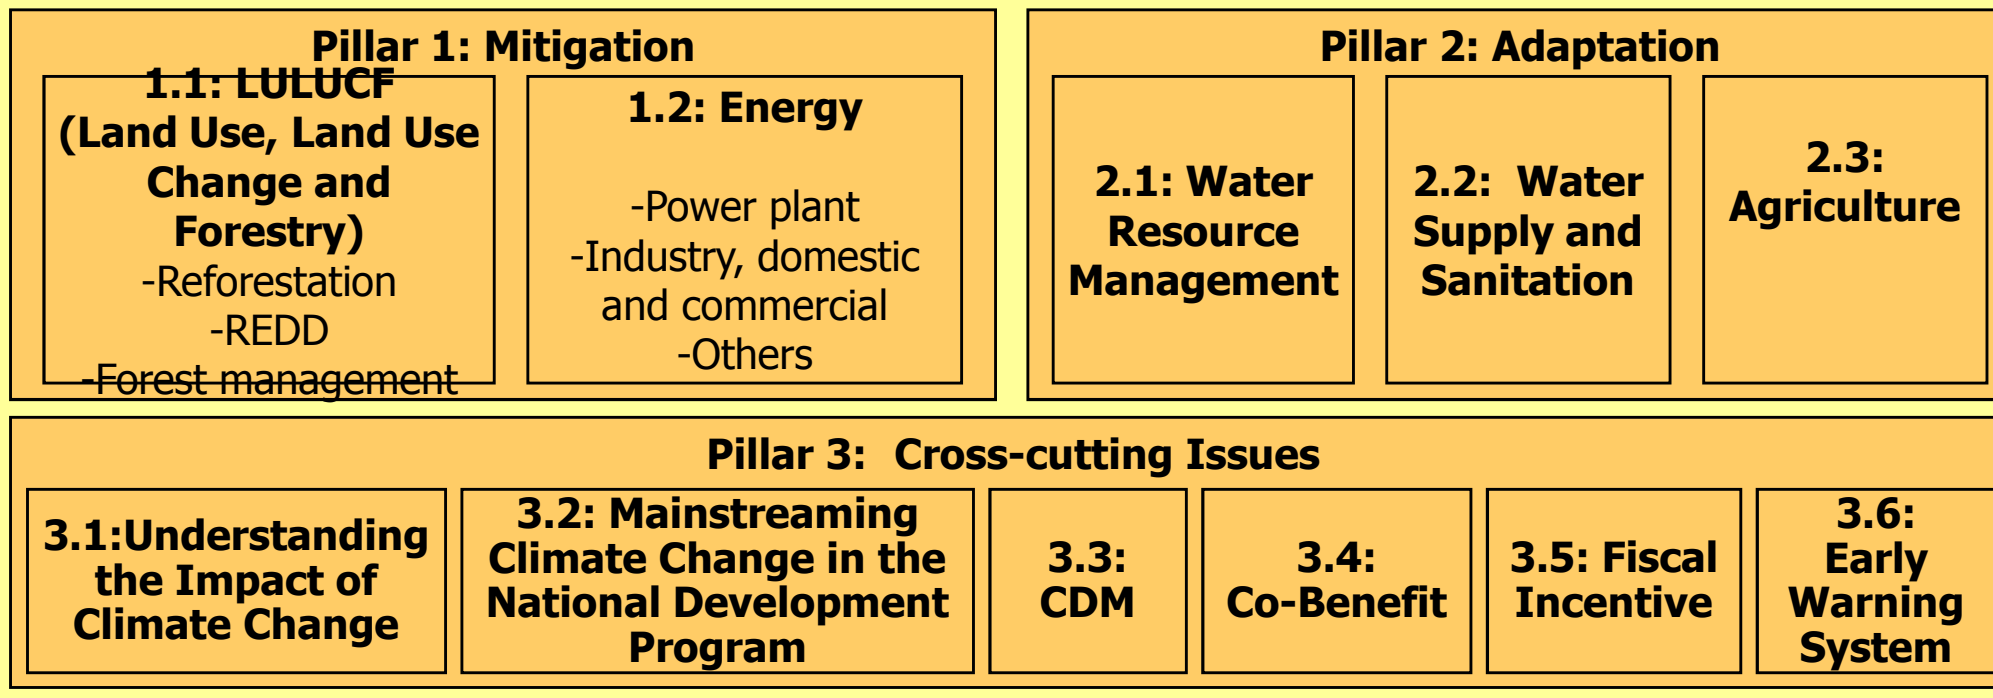 Pillar 1: Mitigation
1.1: LULUCF
(Land Use, Land Use
Change and
Forestry)
-Reforestation
-REDD
-Forest management
1.2: Energy
-Power plant
-Industry, domestic
and commercial
-Others
Pillar 2: Adaptation
2.1: Water
Resource
Management
2.2:  Water
Supply and
Sanitation
2.3:
Agriculture
Pillar 3:  Cross-cutting Issues
3.1:Understanding
the Impact of
Climate Change
3.2: Mainstreaming
Climate Change in the
National Development
Program
3.3:
CDM
3.4:
Co-Benefit
3.5: Fiscal
Incentive
3.6:
Early
Warning
System